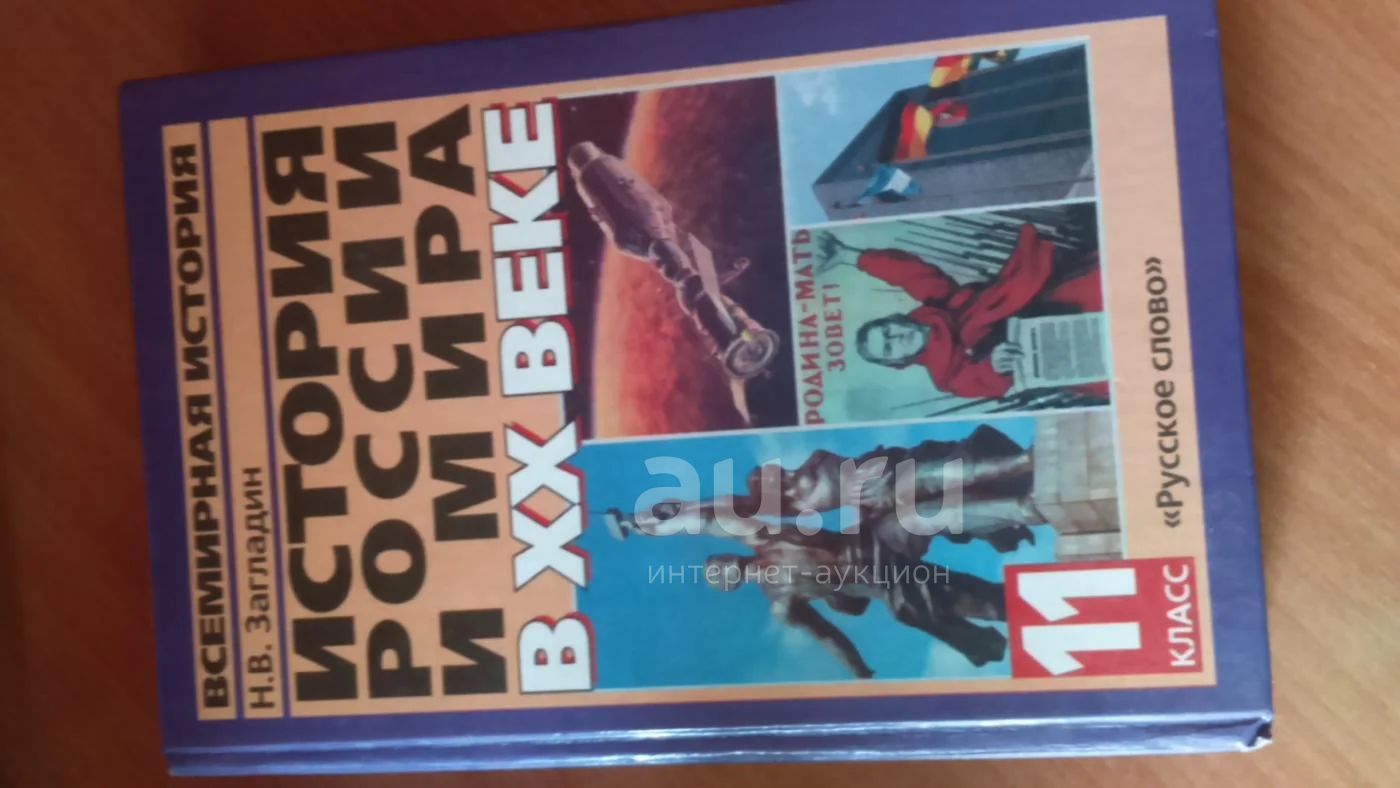 ВСЕМИРНАЯ ИСТОРИЯ
Н.В. Загладин
ИСТОРИЯ
РОССИИ
И МИРА
В XX ВЕКЕ
РОДИНА-МАТЬ
ЗОВЕТ!
11
КЛАСС
«Русское слово»
au.ru
интернет-аукцион